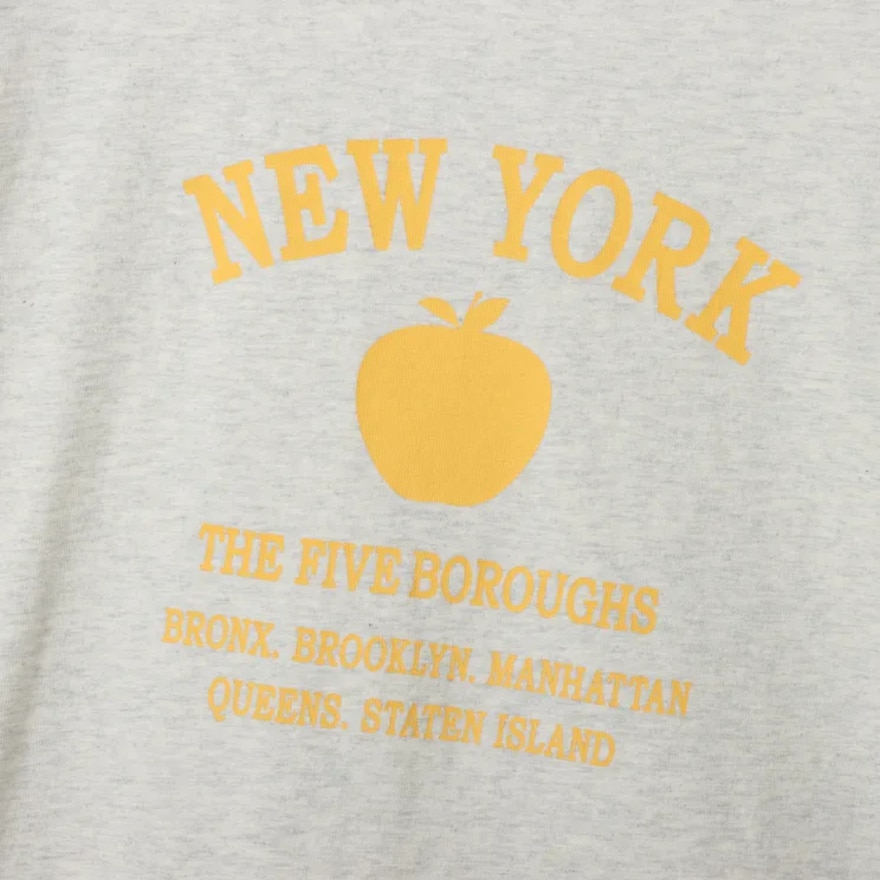 NEW YORK
THE FIVE BOROUGHS
BRONX. BROOKLYN. MANHATTAN
QUEENS. STATEN ISLAND